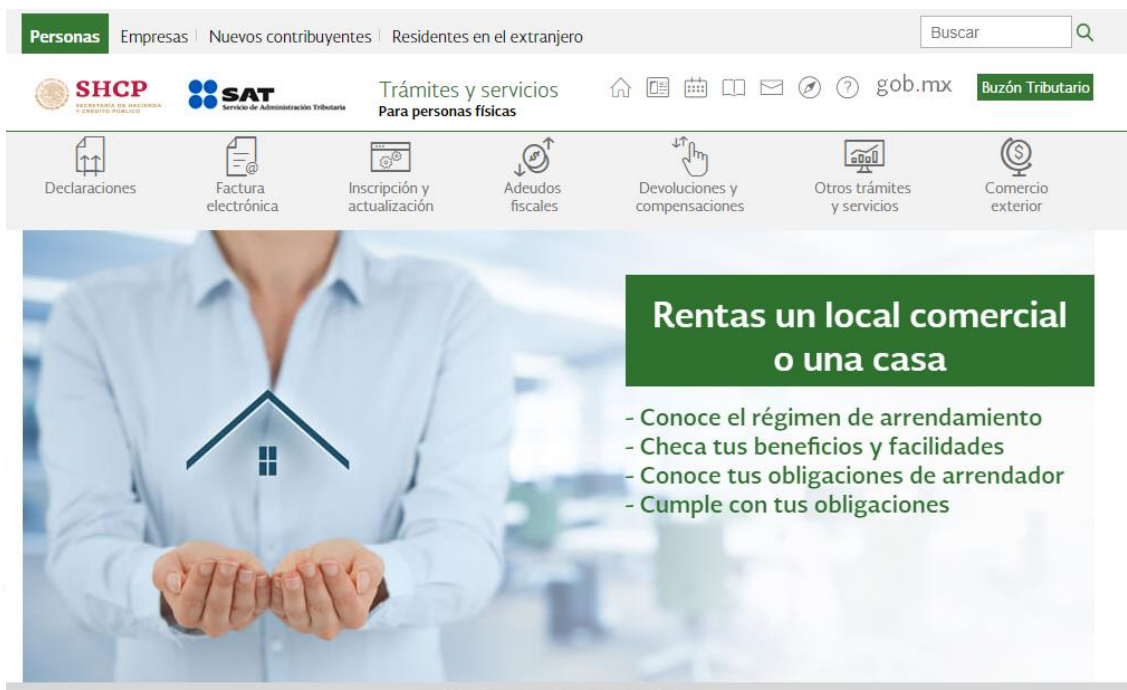 Personas Empresas Nuevos contribuyentes Residentes en el extranjero Buscar
SHCP
SECRETARÍA DE HACIENDA
Y CRÉDITO PÚBLICO
SAT
Servicio de Administración Tributaria
Trámites y servicios
Para personas físicas
? gob.mx Buzón Tributario
Declaraciones
Factura
electrónica
Inscripción y
actualización
Adeudos
fiscales
Devoluciones y
compensaciones
Otros trámites
y servicios
Comercio
exterior
Rentas un local comercial
o una casa
- Conoce el régimen de arrendamiento
- Checa tus beneficios y facilidades
- Conoce tus obligaciones de arrendador
- Cumple con tus obligaciones